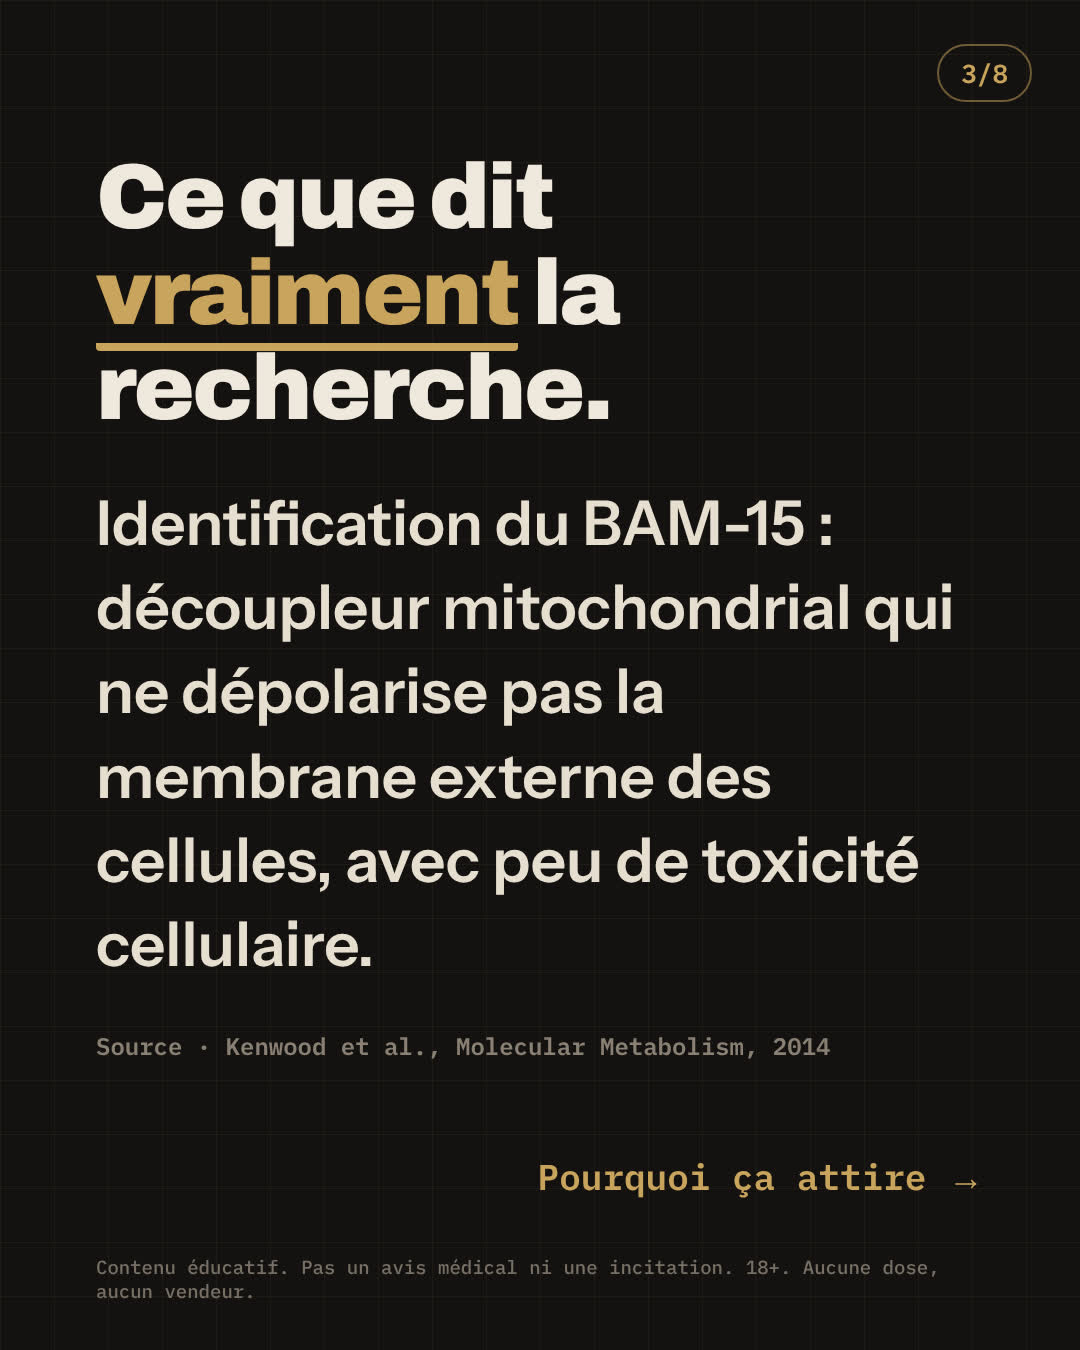 3/8
Ce que dit
vraiment la
recherche.
Identification du BAM-15 :
découpleur mitochondrial qui
ne dépolarise pas la
membrane externe des
cellules, avec peu de toxicité
cellulaire.
Source · Kenwood et al., Molecular Metabolism, 2014
Pourquoi ça attire →
Contenu éducatif. Pas un avis médical ni une incitation. 18+. Aucune dose,
aucun vendeur.